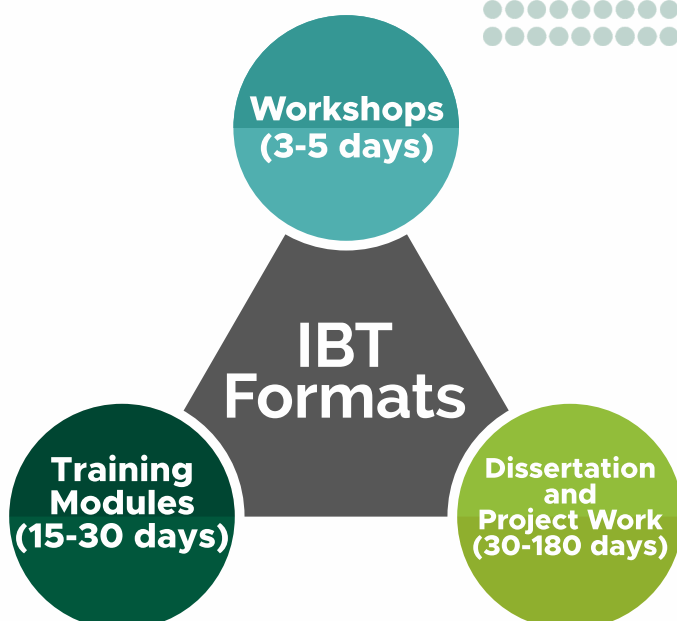 Workshops
(3-5 days)
IBT
Formats
Training
Modules
(15-30 days)
Dissertation
and
Project Work
(30-180 days)